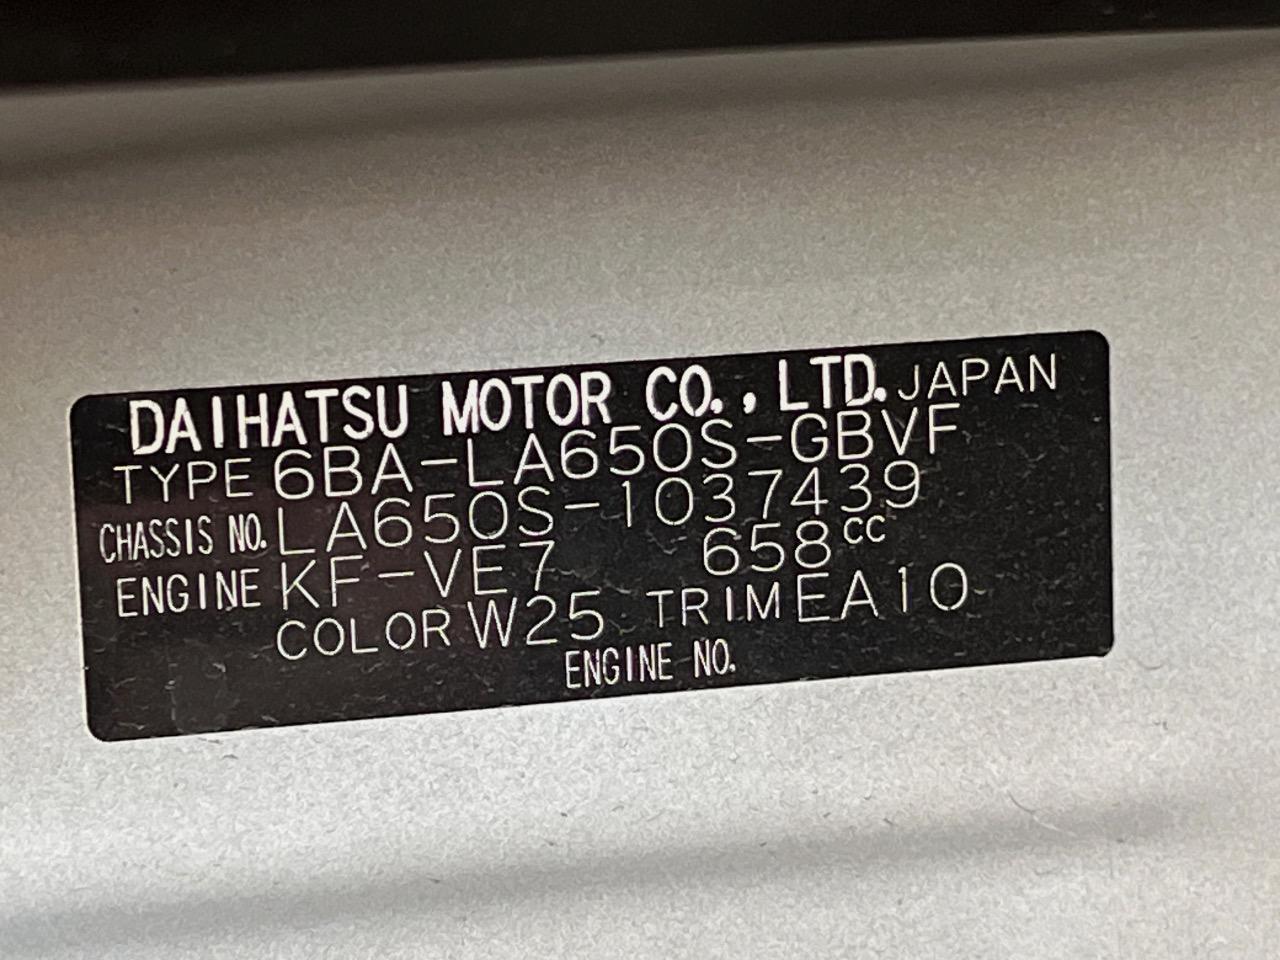 DAIHATSU MOTOR CO., LTD. JAPAN
TYPE 6BA-LA650S-GBVF
CHASSIS NO. LA650S-1037439
ENGINE KF-VE7 658cc
COLOR W25 TRIM EA10
ENGINE NO.